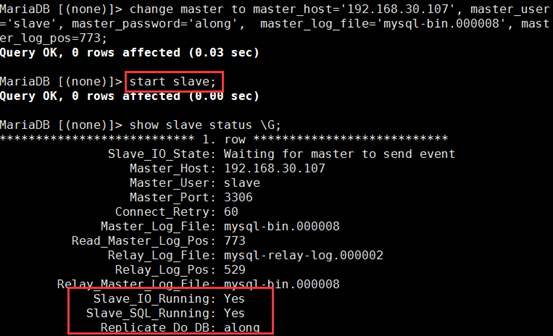 MariaDB [(none)]> change master to master_host='192.168.30.107', master_user
='slave', master_password='along',  master_log_file='mysql-bin.000008', mast
er_log_pos=773;
Query OK, 0 rows affected (0.03 sec)
MariaDB [(none)]> start slave;
Query OK, 0 rows affected (0.00 sec)
MariaDB [(none)]> show slave status \G;
*************************** 1. row ***************************
Slave_IO_State: Waiting for master to send event
Master_Host: 192.168.30.107
Master_User: slave
Master_Port: 3306
Connect_Retry: 60
Master_Log_File: mysql-bin.000008
Read_Master_Log_Pos: 773
Relay_Log_File: mysql-relay-log.000002
Relay_Log_Pos: 529
Relay_Master_Log_File: mysql-bin.000008
Slave_IO_Running: Yes
Slave_SQL_Running: Yes
Replicate_Do_DB: along